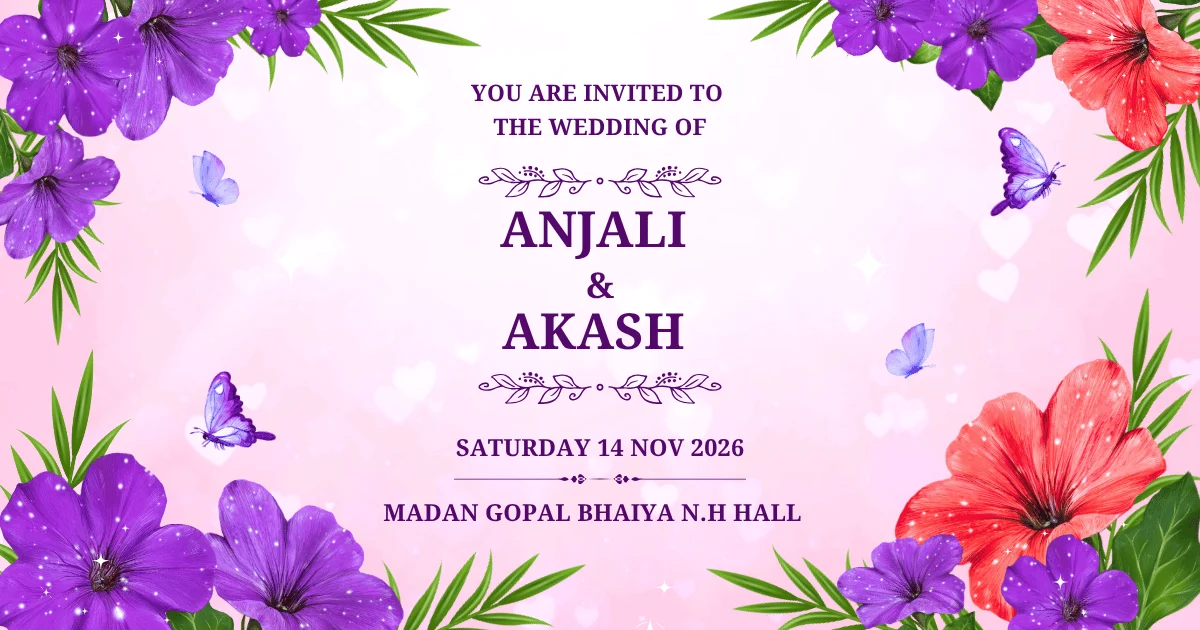 YOU ARE INVITED TO
THE WEDDING OF
ANJALI
&
AKASH
SATURDAY 14 NOV 2026
MADAN GOPAL BHAIYA N.H HALL